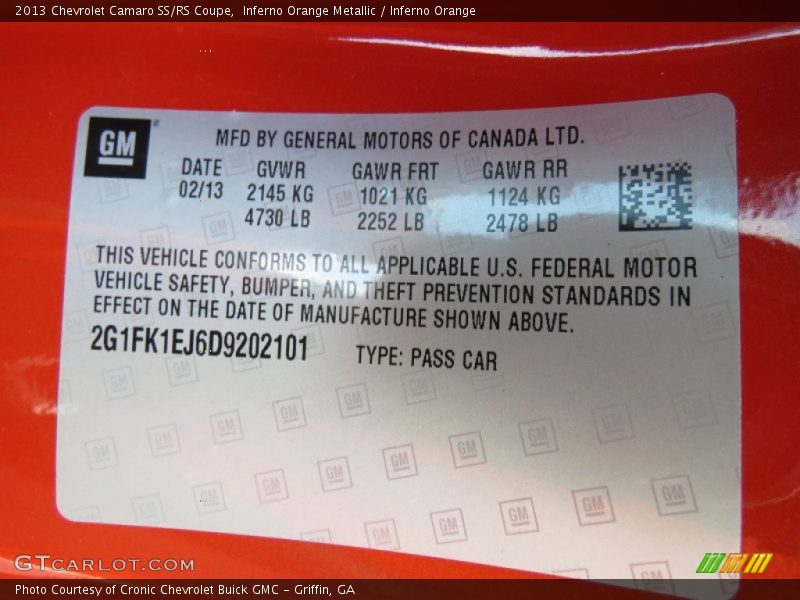 2013 Chevrolet Camaro SS/RS Coupe,  Inferno Orange Metallic / Inferno Orange
GM
MFD BY GENERAL MOTORS OF CANADA LTD.
DATE GVWR GAWR FRT GAWR RR
02/13 2145 KG 1021 KG 1124 KG
4730 LB 2252 LB 2478 LB
THIS VEHICLE CONFORMS TO ALL APPLICABLE U.S. FEDERAL MOTOR
VEHICLE SAFETY, BUMPER, AND THEFT PREVENTION STANDARDS IN
EFFECT ON THE DATE OF MANUFACTURE SHOWN ABOVE.
2G1FK1EJ6D9202101 TYPE: PASS CAR
GTCARLOT.COM
Photo Courtesy of Cronic Chevrolet Buick GMC - Griffin, GA